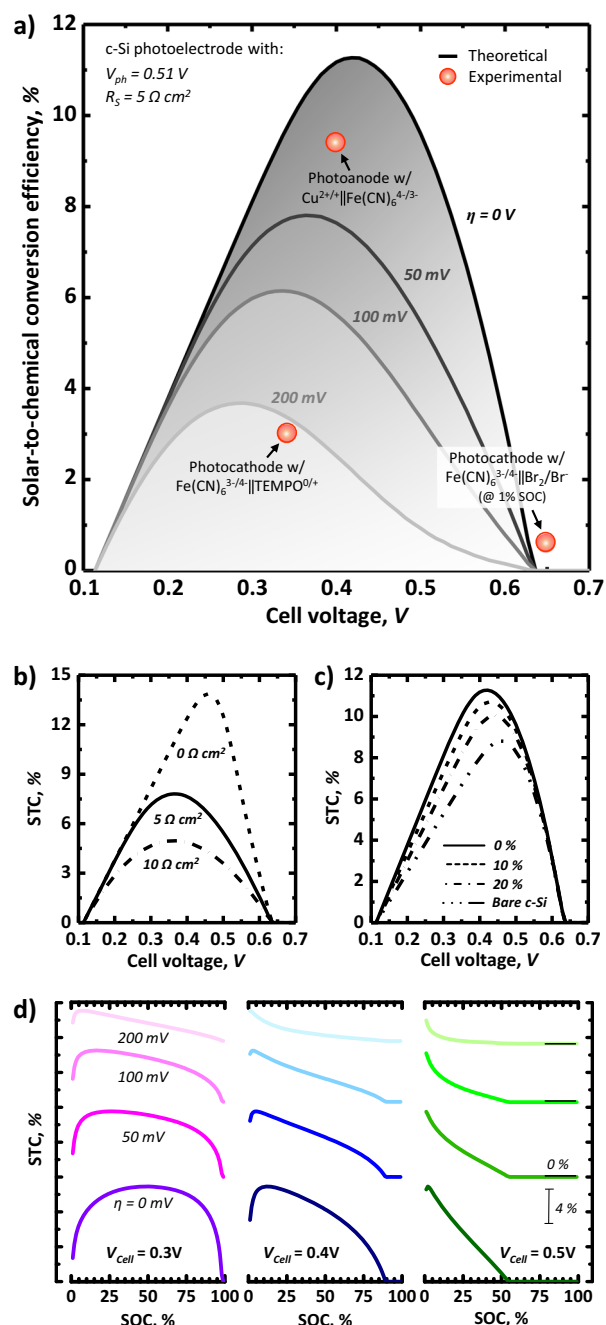 a)
c-Si photoelectrode with:
V_ph = 0.51 V
R_S = 5 Ω cm²
Theoretical
Experimental
Photoanode w/
Cu²⁺/⁺||Fe(CN)₆⁴⁻/³⁻
η = 0 V
50 mV
100 mV
200 mV
Photocathode w/
Fe(CN)₆³⁻/⁴⁻||TEMPO⁰/⁺
Photocathode w/
Fe(CN)₆³⁻/⁴⁻||Br₂/Br⁻
(@ 1% SOC)
Solar-to-chemical conversion efficiency, %
12
10
8
6
4
2
0
0.1 0.2 0.3 0.4 0.5 0.6 0.7
Cell voltage, V
b)
STC, %
15
12
9
6
3
0
0 Ω cm²
5 Ω cm²
10 Ω cm²
0.1 0.2 0.3 0.4 0.5 0.6 0.7
Cell voltage, V
c)
STC, %
12
10
8
6
4
2
0
0 %
10 %
20 %
Bare c-Si
0.1 0.2 0.3 0.4 0.5 0.6 0.7
Cell voltage, V
d)
STC, %
200 mV
100 mV
50 mV
η = 0 mV
V_Cell = 0.3V
V_Cell = 0.4V
0 %
4 %
V_Cell = 0.5V
0 25 50 75 100
0 25 50 75 100
0 25 50 75 100
SOC, %
SOC, %
SOC, %